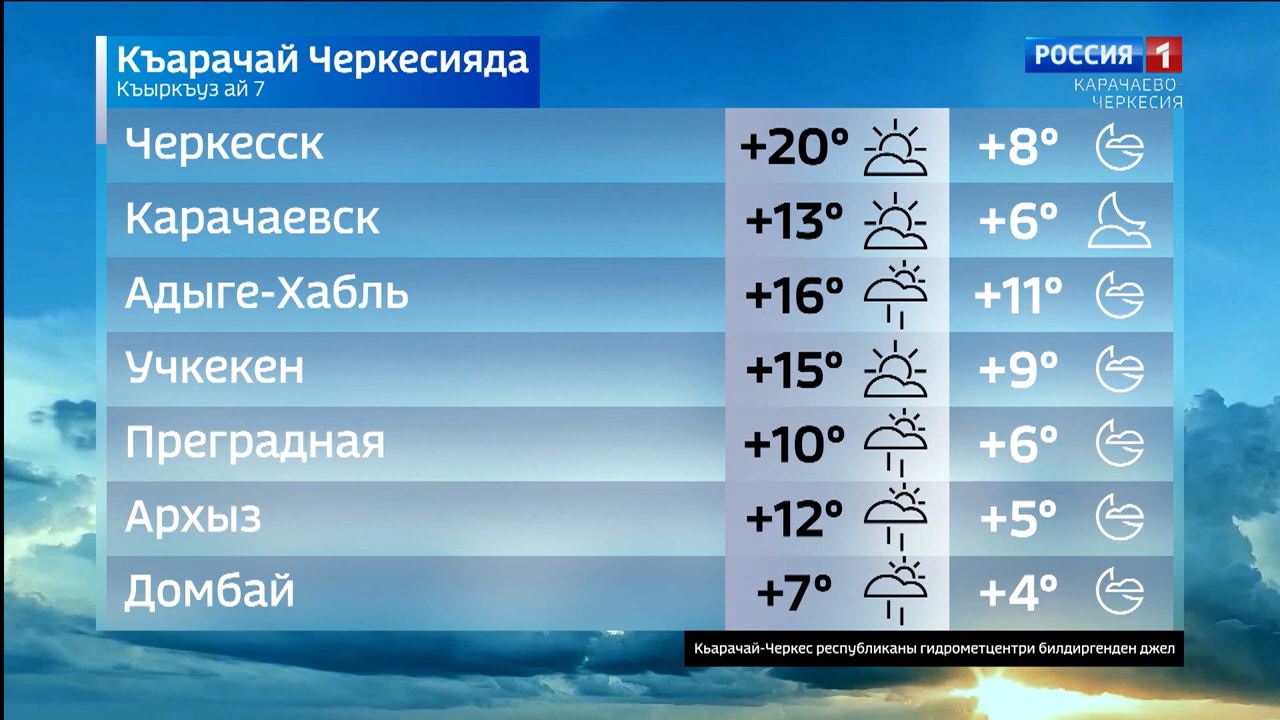 Къарачай Черкесияда
Къыркъуз ай 7
РОССИЯ 1
КАРАЧАЕВО-
ЧЕРКЕСИЯ
Черкесск +20° +8°
Карачаевск +13° +6°
Адыге-Хабль +16° +11°
Учкекен +15° +9°
Преградная +10° +6°
Архыз +12° +5°
Домбай +7° +4°
Кьарачай-Черкес республиканы гидрометцентри билдиргенден джел